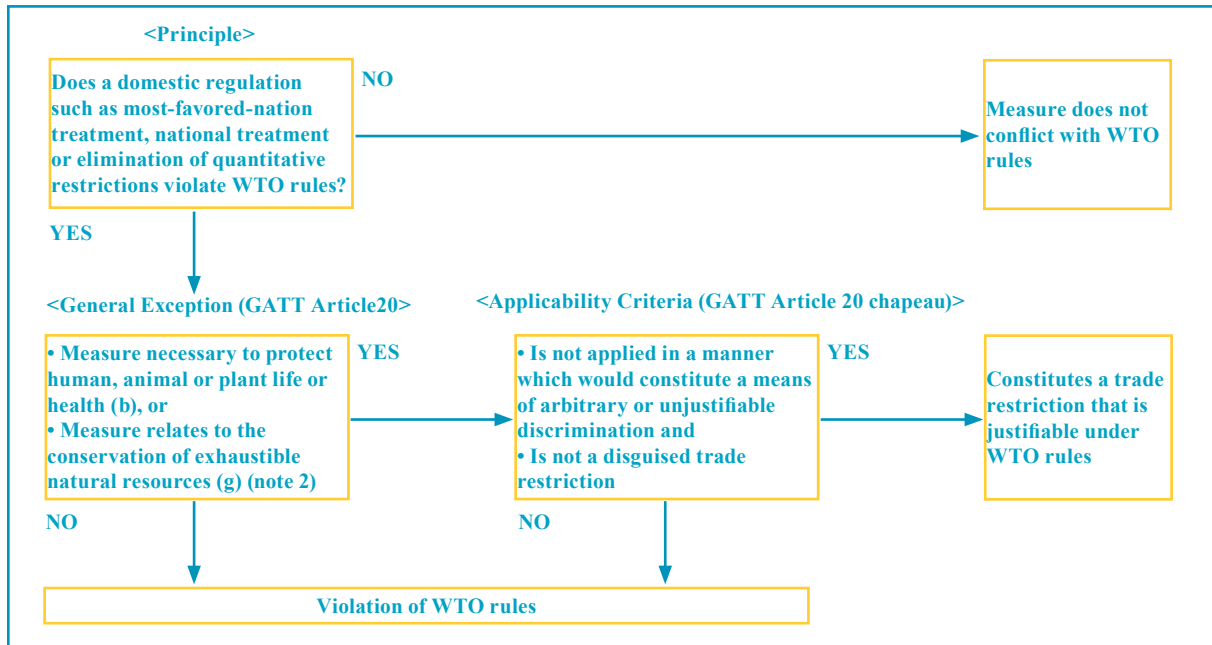 <Principle>
Does a domestic regulation
such as most-favored-nation
treatment, national treatment
or elimination of quantitative
restrictions violate WTO rules?
NO
Measure does not
conflict with WTO
rules
YES
<General Exception (GATT Article20>
• Measure necessary to protect
human, animal or plant life or
health (b), or
• Measure relates to the
conservation of exhaustible
natural resources (g) (note 2)
YES
NO
<Applicability Criteria (GATT Article 20 chapeau)>
• Is not applied in a manner
which would constitute a means
of arbitrary or unjustifiable
discrimination and
• Is not a disguised trade
restriction
YES
NO
Constitutes a trade
restriction that is
justifiable under
WTO rules
Violation of WTO rules